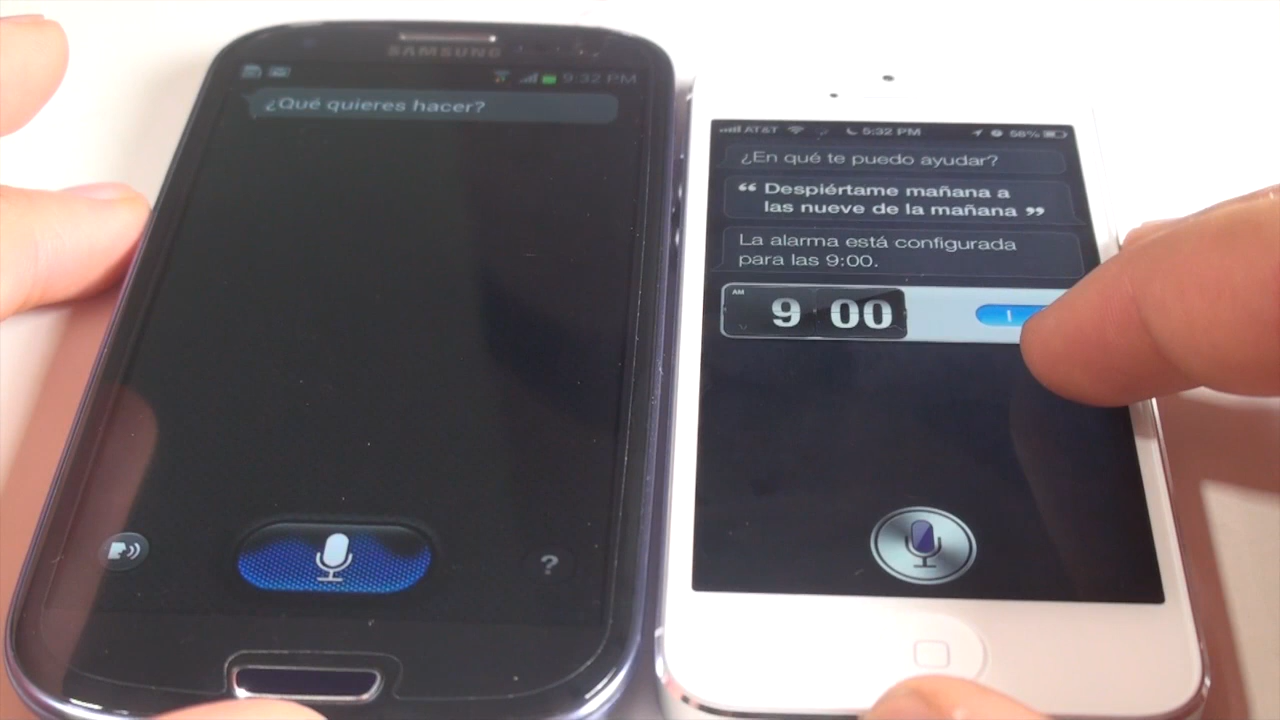 SAMSUNG
9:32 PM
¿Qué quieres hacer?
?
AT&T 5:32 PM 56%
¿En qué te puedo ayudar?
“ Despiértame mañana a
las nueve de la mañana ”
La alarma está configurada
para las 9:00.
AM
9 00